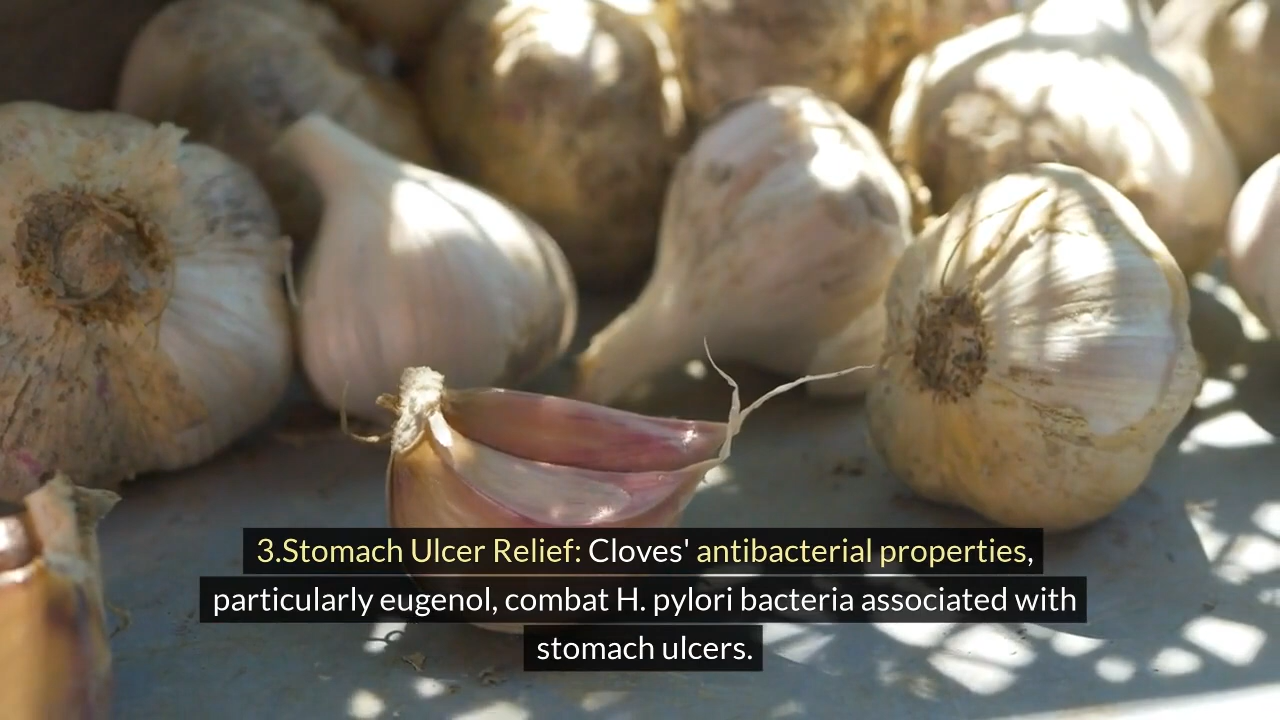 3.Stomach Ulcer Relief: Cloves' antibacterial properties,
particularly eugenol, combat H. pylori bacteria associated with
stomach ulcers.